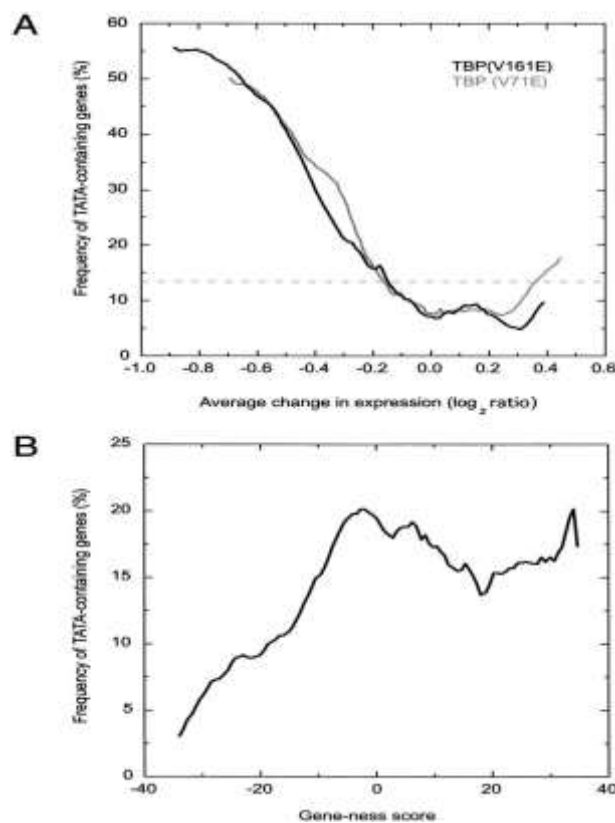 A
Frequency of TATA-containing genes (%)
60
50
40
30
20
10
0
TBP(V161E)
TBP (V71E)
-1.0 -0.8 -0.6 -0.4 -0.2 0.0 0.2 0.4 0.6
Average change in expression (log2 ratio)
B
Frequency of TATA-containing genes (%)
25
20
15
10
5
0
-40 -20 0 20 40
Gene-ness score